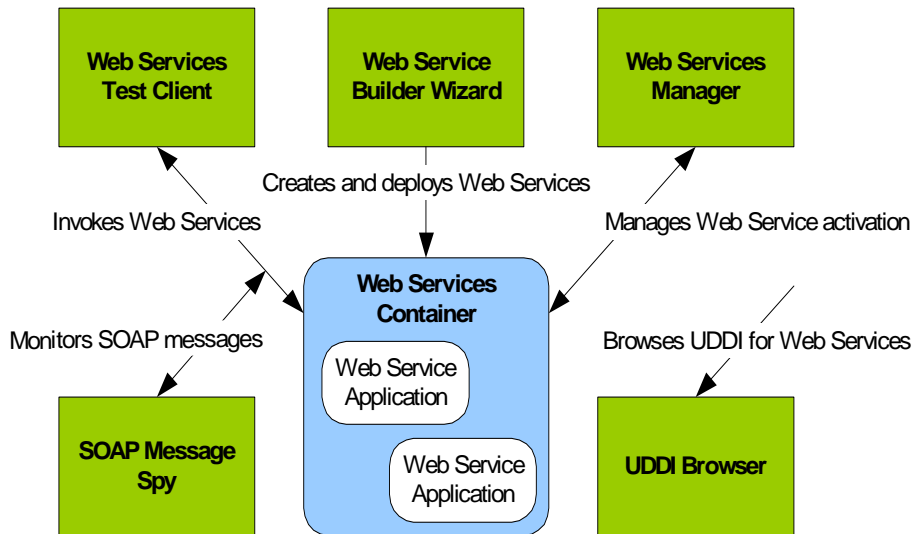 Web Services
Test Client
Web Service
Builder Wizard
Web Services
Manager
Creates and deploys Web Services
Invokes Web Services
Manages Web Service activation
Web Services
Container
Monitors SOAP messages
Browses UDDI for Web Services
Web Service
Application
SOAP Message
Spy
Web Service
Application
UDDI Browser